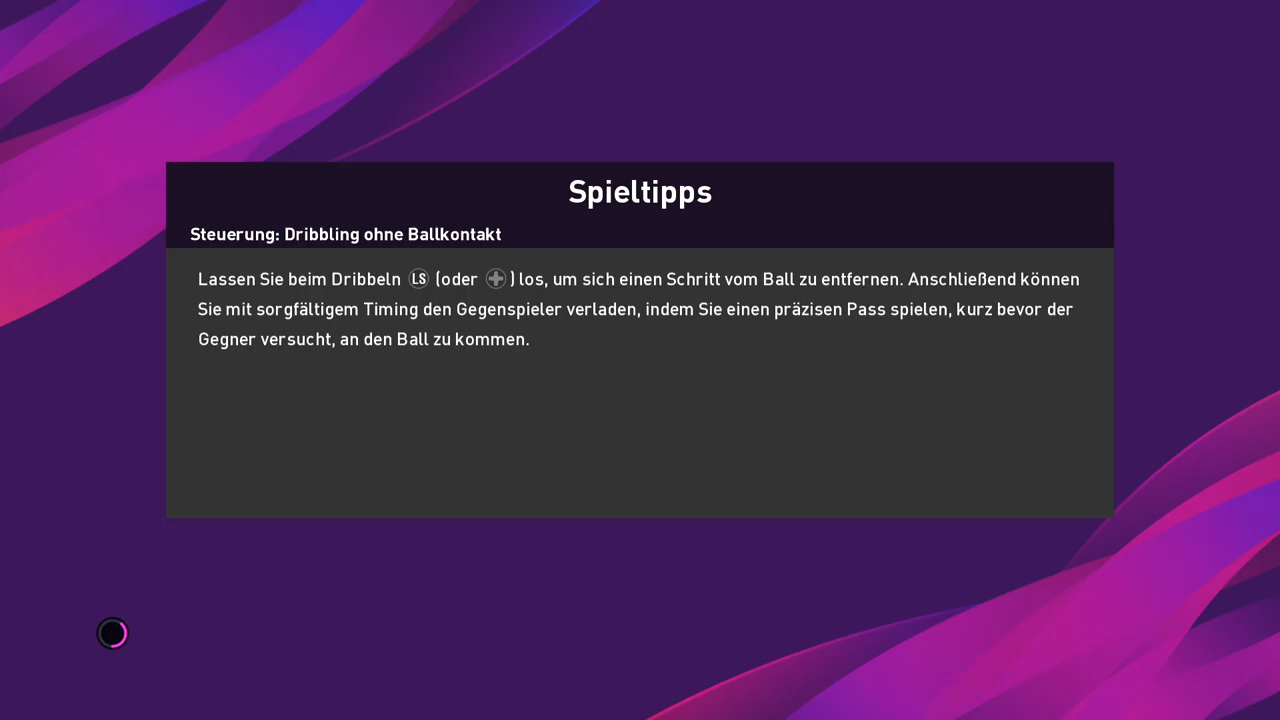 Spieltipps
Steuerung: Dribbling ohne Ballkontakt
Lassen Sie beim Dribbeln LS (oder ) los, um sich einen Schritt vom Ball zu entfernen. Anschließend können
Sie mit sorgfältigem Timing den Gegenspieler verladen, indem Sie einen präzisen Pass spielen, kurz bevor der
Gegner versucht, an den Ball zu kommen.